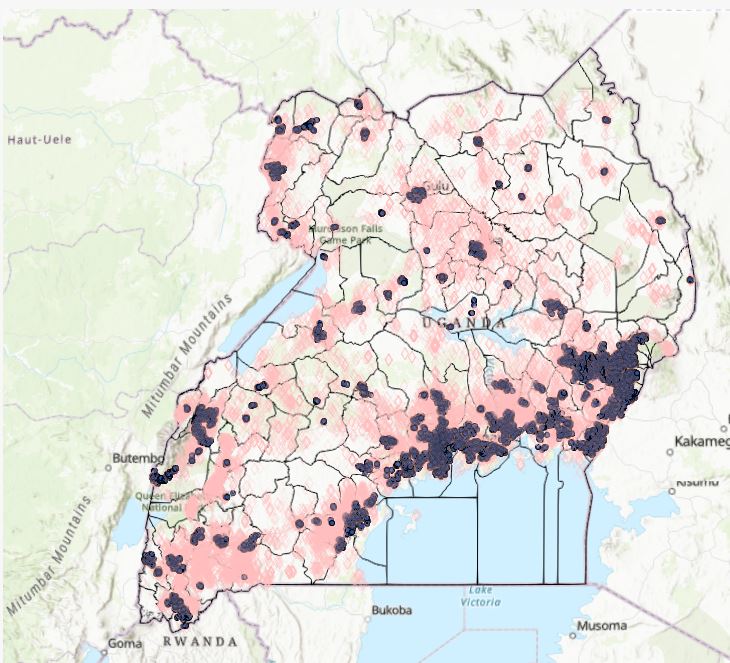 Haut-Uele
Gulu
Murchison Falls
Game Park
Mitumbar Mountains
UGANDA
Butembo
Kakameg
Kisumu
Queen Eliza
National
Mitumbar Mountains
Lake
Victoria
Bukoba
Musoma
Goma
RWANDA